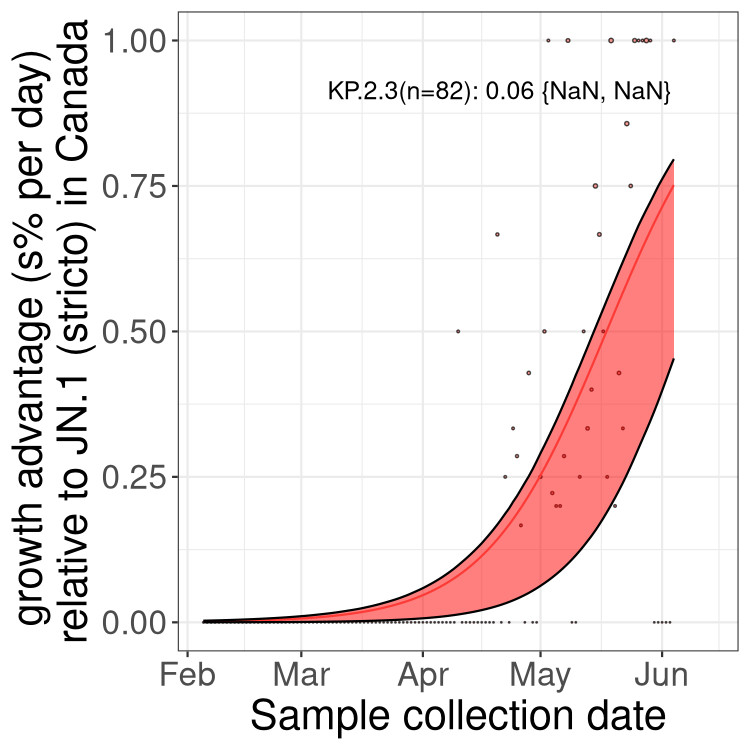 growth advantage (s% per day)
relative to JN.1 (stricto) in Canada
1.00
0.75
0.50
0.25
0.00
KP.2.3(n=82): 0.06 {NaN, NaN}
Feb Mar Apr May Jun
Sample collection date